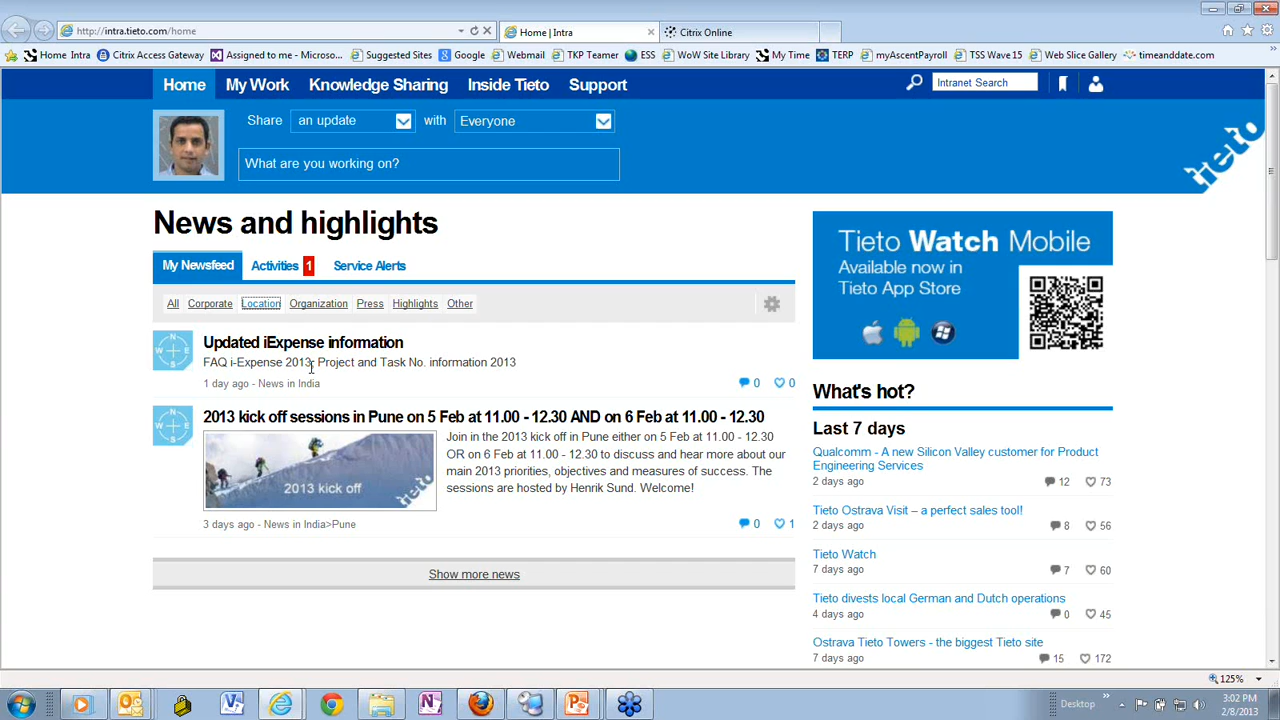 http://intra.tieto.com/home
Home | Intra
Citrix Online
Home Intra
Citrix Access Gateway
Assigned to me - Microso...
Suggested Sites
Google
Webmail
TKP Teamer
ESS
WoW Site Library
My Time
TERP
myAscentPayroll
TSS Wave 15
Web Slice Gallery
timeanddate.com
Home
My Work
Knowledge Sharing
Inside Tieto
Support
Intranet Search
Share
an update
with
Everyone
What are you working on?
tieto
News and highlights
My Newsfeed
Activities
1
Service Alerts
All
Corporate
Location
Organization
Press
Highlights
Other
Updated iExpense information
FAQ i-Expense 2013- Project and Task No. information 2013
1 day ago - News in India
0
0
2013 kick off sessions in Pune on 5 Feb at 11.00 - 12.30 AND on 6 Feb at 11.00 - 12.30
2013 kick off
tieto
Join in the 2013 kick off in Pune either on 5 Feb at 11.00 - 12.30
OR on 6 Feb at 11.00 - 12.30 to discuss and hear more about our
main 2013 priorities, objectives and measures of success. The
sessions are hosted by Henrik Sund. Welcome!
3 days ago - News in India>Pune
0
1
Show more news
Tieto Watch Mobile
Available now in
Tieto App Store
What's hot?
Last 7 days
Qualcomm - A new Silicon Valley customer for Product
Engineering Services
2 days ago
12
73
Tieto Ostrava Visit – a perfect sales tool!
2 days ago
8
56
Tieto Watch
7 days ago
7
60
Tieto divests local German and Dutch operations
4 days ago
0
45
Ostrava Tieto Towers - the biggest Tieto site
7 days ago
15
172
125%
Desktop
3:02 PM
2/8/2013